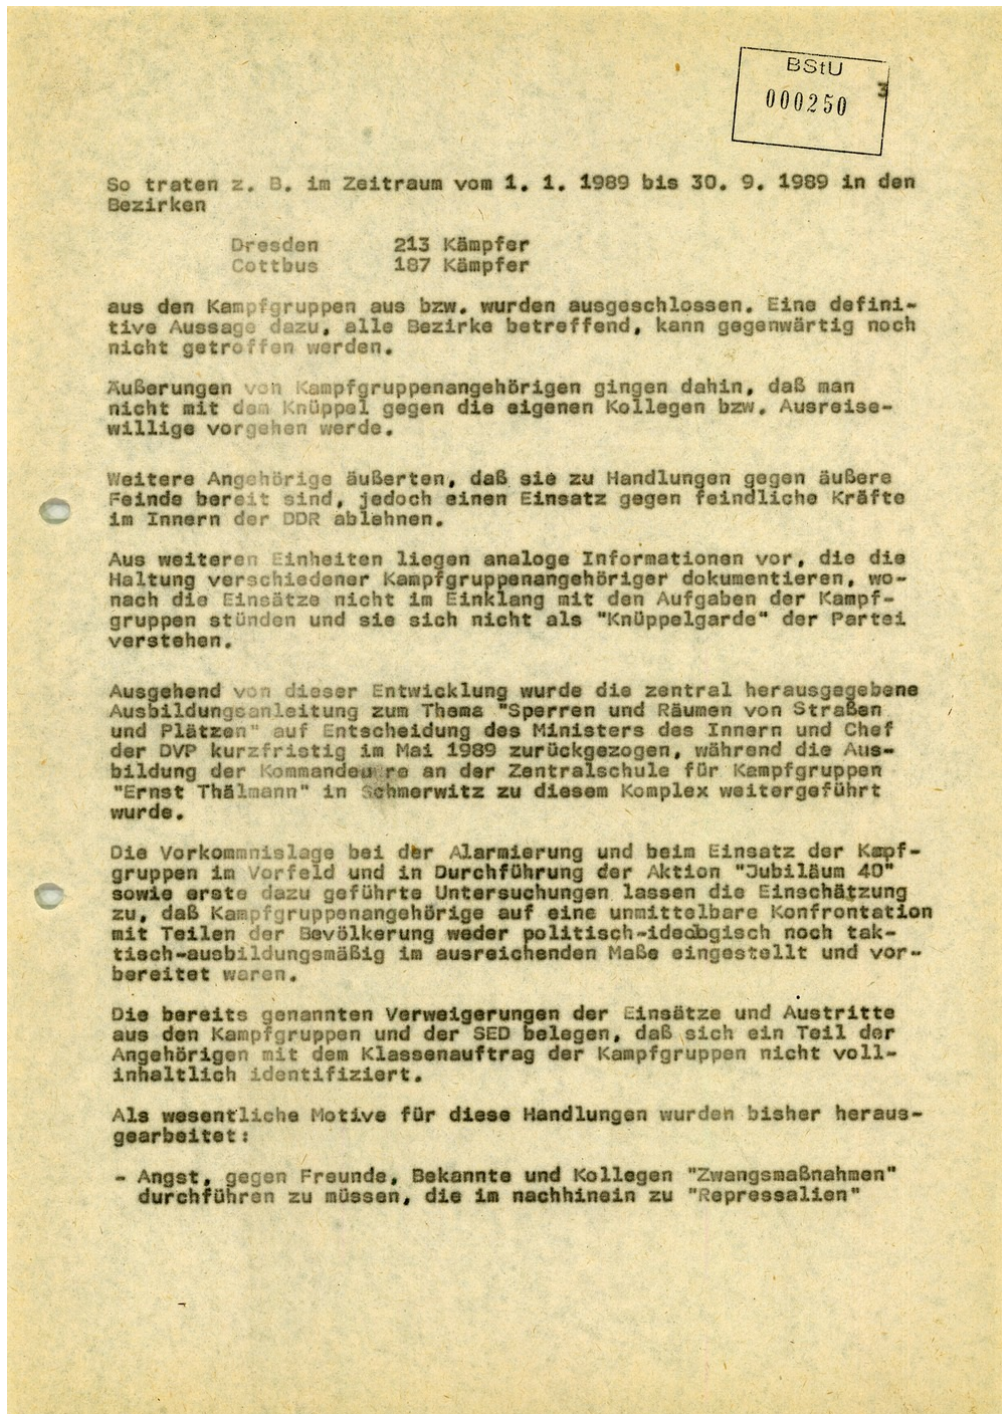 BStU
000250
3
So traten z. B. im Zeitraum vom 1. 1. 1989 bis 30. 9. 1989 in den
Bezirken
Dresden 213 Kämpfer
Cottbus 187 Kämpfer
aus den Kampfgruppen aus bzw. wurden ausgeschlossen. Eine defini-
tive Aussage dazu, alle Bezirke betreffend, kann gegenwärtig noch
nicht getroffen werden.
Äußerungen von Kampfgruppenangehörigen gingen dahin, daß man
nicht mit dem Knüppel gegen die eigenen Kollegen bzw. Ausreise-
willige vorgehen werde.
Weitere Angehörige äußerten, daß sie zu Handlungen gegen äußere
Feinde bereit sind, jedoch einen Einsatz gegen feindliche Kräfte
im Innern der DDR ablehnen.
Aus weiteren Einheiten liegen analoge Informationen vor, die die
Haltung verschiedener Kampfgruppenangehöriger dokumentieren, wo-
nach die Einsätze nicht im Einklang mit den Aufgaben der Kampf-
gruppen stünden und sie sich nicht als "Knüppelgarde" der Partei
verstehen.
Ausgehend von dieser Entwicklung wurde die zentral herausgegebene
Ausbildungsanleitung zum Thema "Sperren und Räumen von Straßen
und Plätzen" auf Entscheidung des Ministers des Innern und Chef
der DVP kurzfristig im Mai 1989 zurückgezogen, während die Aus-
bildung der Kommandeure an der Zentralschule für Kampfgruppen
"Ernst Thälmann" in Schmerwitz zu diesem Komplex weitergeführt
wurde.
Die Vorkommnislage bei der Alarmierung und beim Einsatz der Kapf-
gruppen im Vorfeld und in Durchführung der Aktion "Jubiläum 40"
sowie erste dazu geführte Untersuchungen lassen die Einschätzung
zu, daß Kampfgruppenangehörige auf eine unmittelbare Konfrontation
mit Teilen der Bevölkerung weder politisch-ideobgisch noch tak-
tisch-ausbildungsmäßig im ausreichenden Maße eingestellt und vor-
bereitet waren.
Die bereits genannten Verweigerungen der Einsätze und Austritte
aus den Kampfgruppen und der SED belegen, daß sich ein Teil der
Angehörigen mit dem Klassenauftrag der Kampfgruppen nicht voll-
inhaltlich identifiziert.
Als wesentliche Motive für diese Handlungen wurden bisher heraus-
gearbeitet:
- Angst, gegen Freunde, Bekannte und Kollegen "Zwangsmaßnahmen"
durchführen zu müssen, die im nachhinein zu "Repressalien"